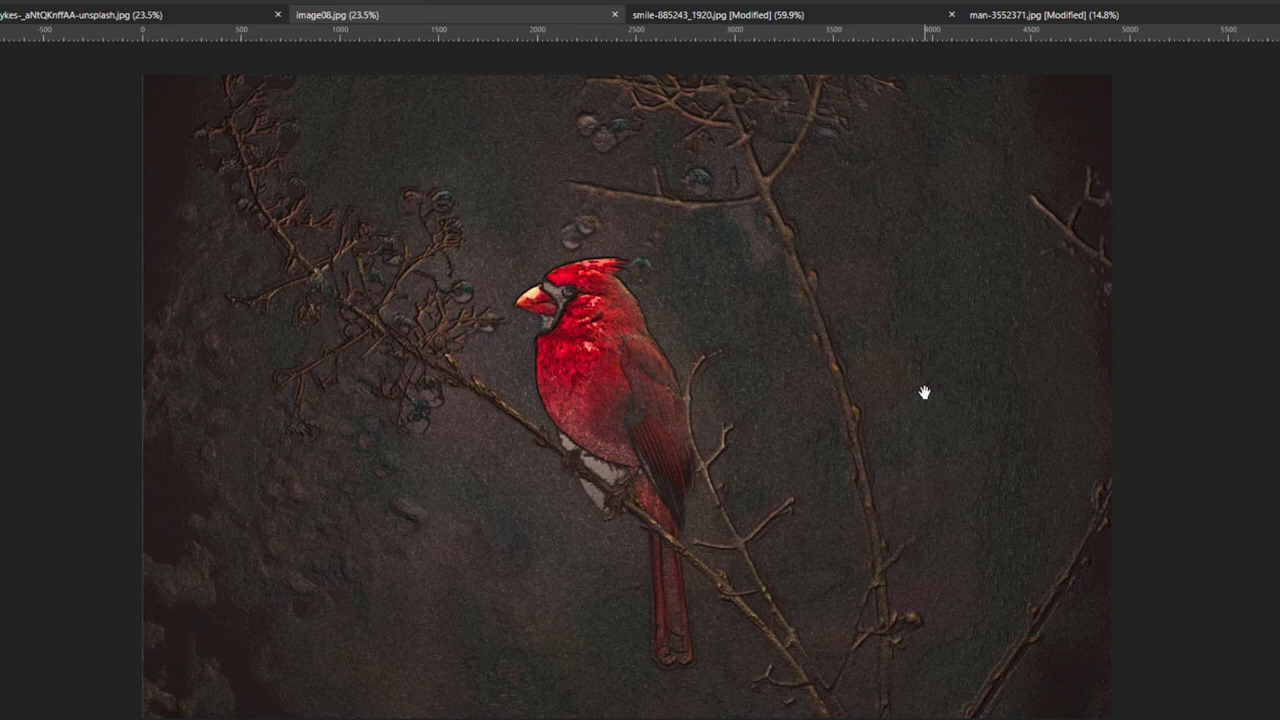 ykes-_aNtQKnffAA-unsplash.jpg (23.5%)
image08.jpg (23.5%)
smile-885243_1920.jpg [Modified] (59.9%)
man-3552371.jpg [Modified] (14.8%)
-500 0 500 1000 1500 2000 2500 3000 3500 4000 4500 5000 5500